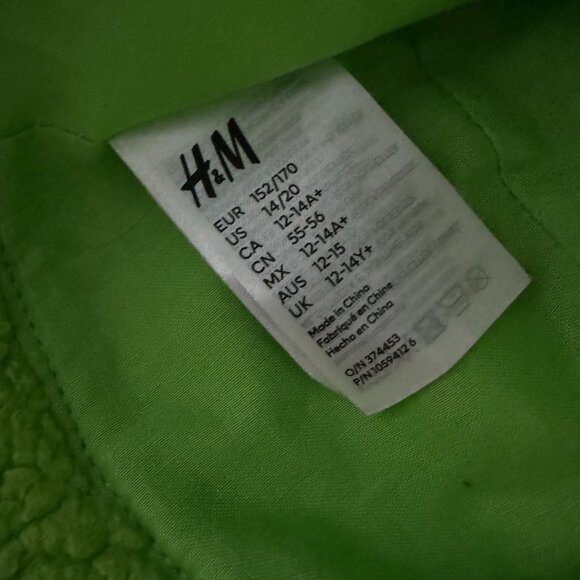 H&M
EUR 152/170
US 14/20
CA 12-14A+
CN 55-56
MX 12-14A+
AUS 12-15
UK 12-14Y+
Made in China
Fabriqué en Chine
Hecho en China
O/N 374453
P/N 1059412 6